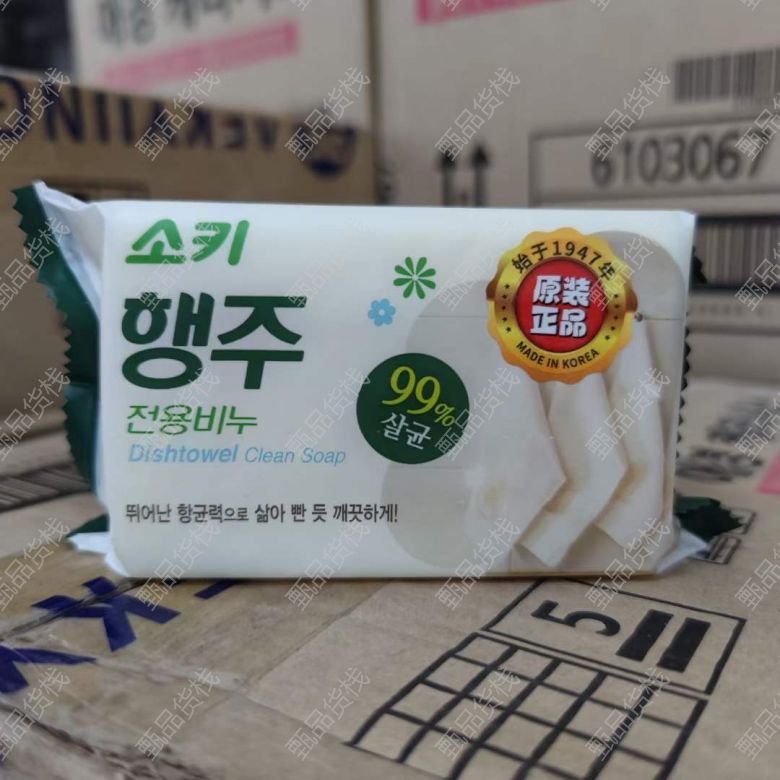 소키
행주
전용비누
Dishtowel Clean Soap
99%
살균
뛰어난 항균력으로 삶아 빤 듯 깨끗하게!
始于1947年
原装
正品
MADE IN KOREA
6103067
5
甄品货栈